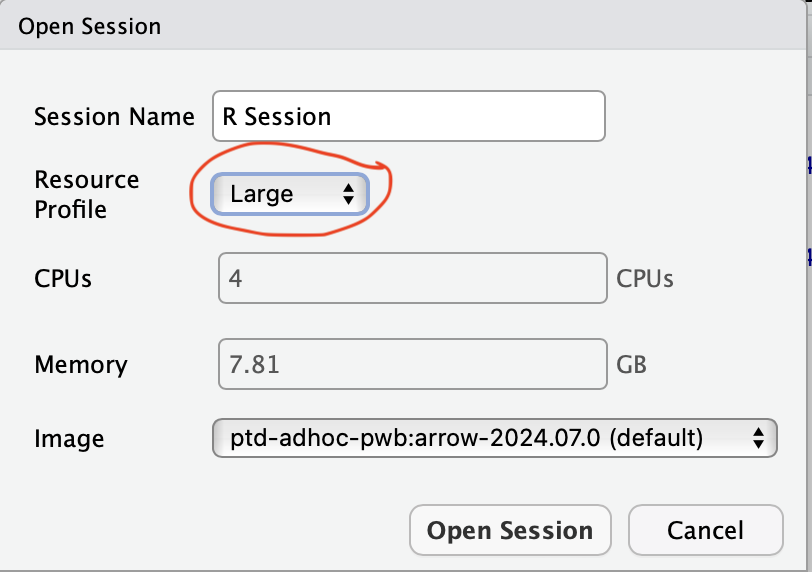 Open Session
Session Name R Session
Resource
Profile
Large
CPUs 4 CPUs
Memory 7.81 GB
Image ptd-adhoc-pwb:arrow-2024.07.0 (default)
Open Session Cancel